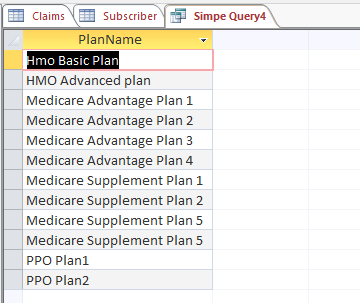 Claims Subscriber Simpe Query4
PlanName
Hmo Basic Plan
HMO Advanced plan
Medicare Advantage Plan 1
Medicare Advantage Plan 2
Medicare Advantage Plan 3
Medicare Advantage Plan 4
Medicare Supplement Plan 1
Medicare Supplement Plan 2
Medicare Supplement Plan 5
Medicare Supplement Plan 5
PPO Plan1
PPO Plan2